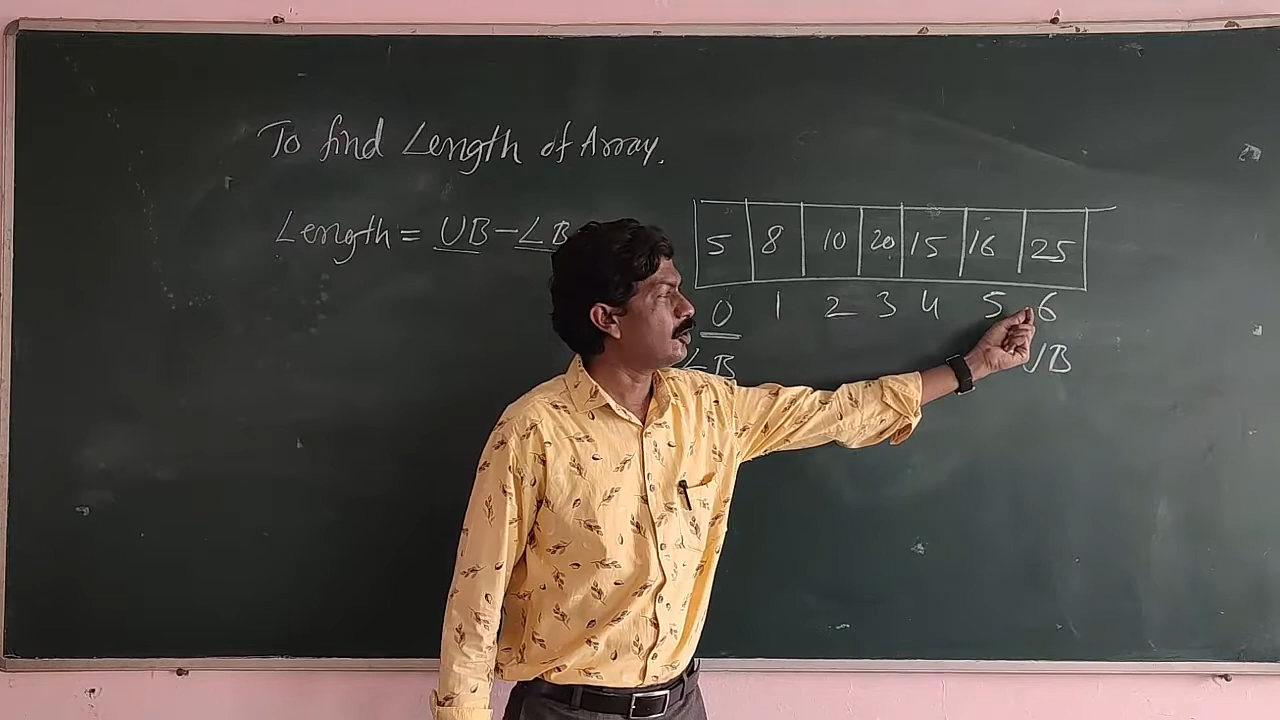 To find Length of Array.
Length = UB - LB
5 8 10 20 15 16 25
0 1 2 3 4 5 6
LB UB